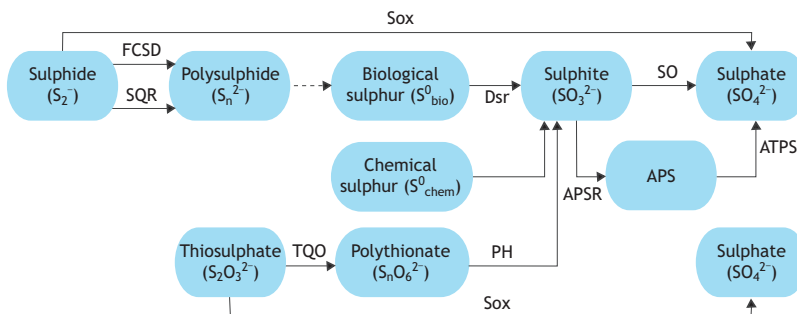 Sox
FCSD
Sulphide
(S₂⁻)
SQR
Polysulphide
(Sₙ²⁻)
Biological
sulphur (S⁰bio)
Dsr
Sulphite
(SO₃²⁻)
SO
Sulphate
(SO₄²⁻)
Chemical
sulphur (S⁰chem)
APSR
APS
ATPS
Thiosulphate
(S₂O₃²⁻)
TQO
Polythionate
(SₙO₆²⁻)
PH
Sulphate
(SO₄²⁻)
Sox